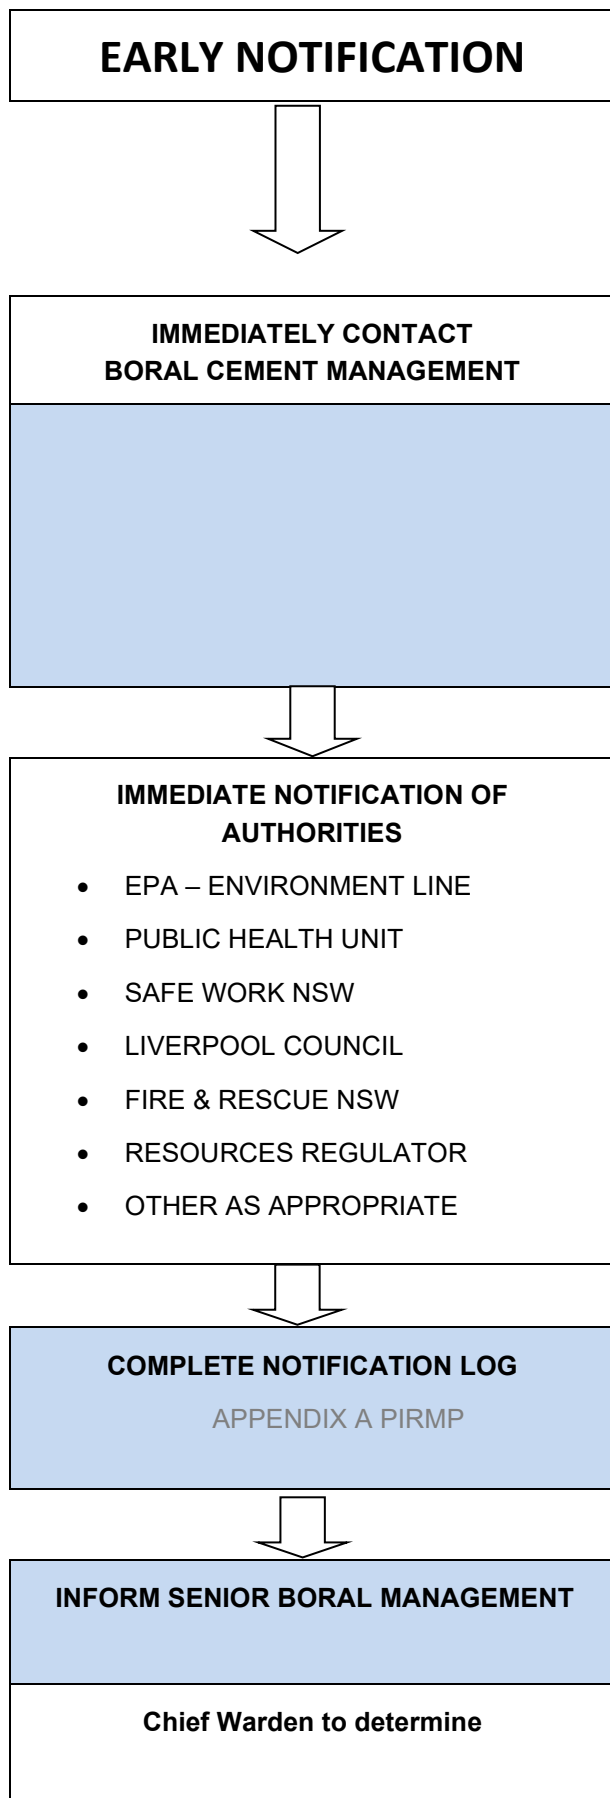 EARLY NOTIFICATION
IMMEDIATELY CONTACT
BORAL CEMENT MANAGEMENT
IMMEDIATE NOTIFICATION OF
AUTHORITIES
• EPA – ENVIRONMENT LINE
• PUBLIC HEALTH UNIT
• SAFE WORK NSW
• LIVERPOOL COUNCIL
• FIRE & RESCUE NSW
• RESOURCES REGULATOR
• OTHER AS APPROPRIATE
COMPLETE NOTIFICATION LOG
APPENDIX A PIRMP
INFORM SENIOR BORAL MANAGEMENT
Chief Warden to determine